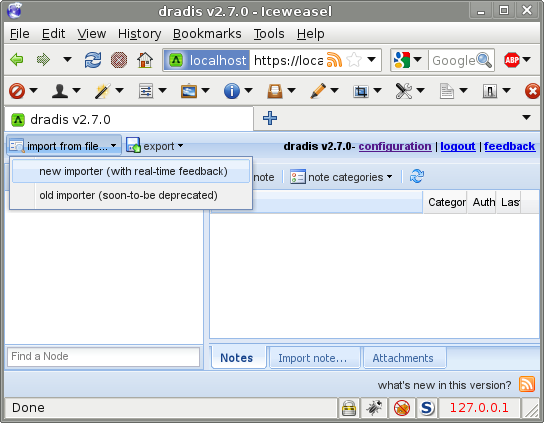 dradis v2.7.0 - Iceweasel
File Edit View History Bookmarks Tools Help
localhost https://loca Google
ABP
dradis v2.7.0
import from file... export dradis v2.7.0- configuration | logout | feedback
new importer (with real-time feedback) note note categories
old importer (soon-to-be deprecated)
Categor Auth Las
Find a Node
Notes Import note... Attachments
what's new in this version?
Done S 127.0.0.1